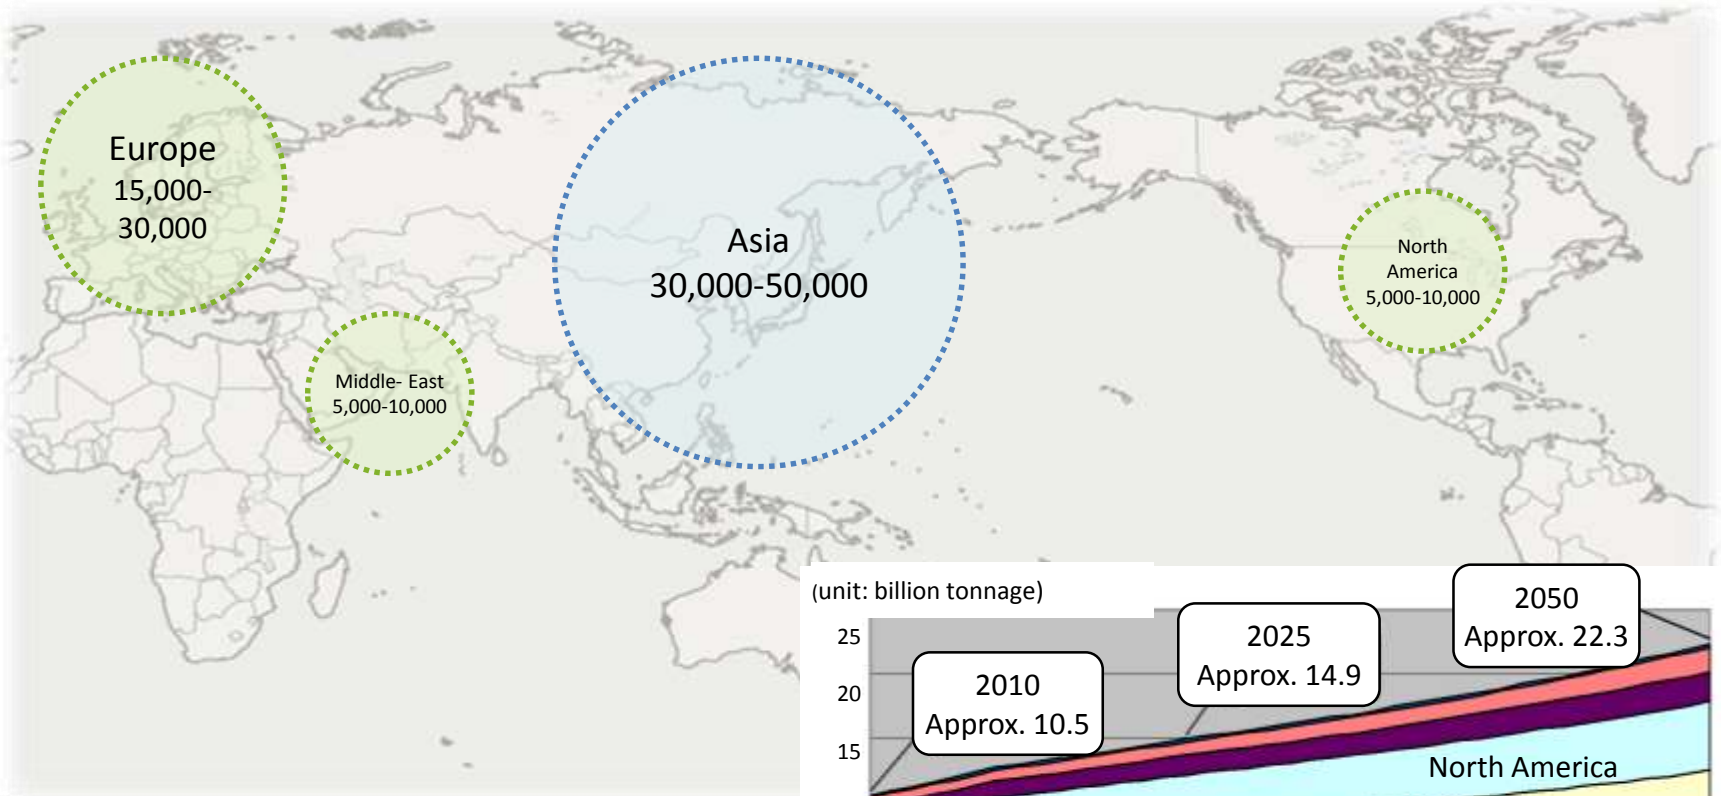 Europe
15,000-
30,000
Asia
30,000-50,000
North
America
5,000-10,000
Middle- East
5,000-10,000
(unit: billion tonnage)
25
20
15
2010
Approx. 10.5
2025
Approx. 14.9
2050
Approx. 22.3
North America